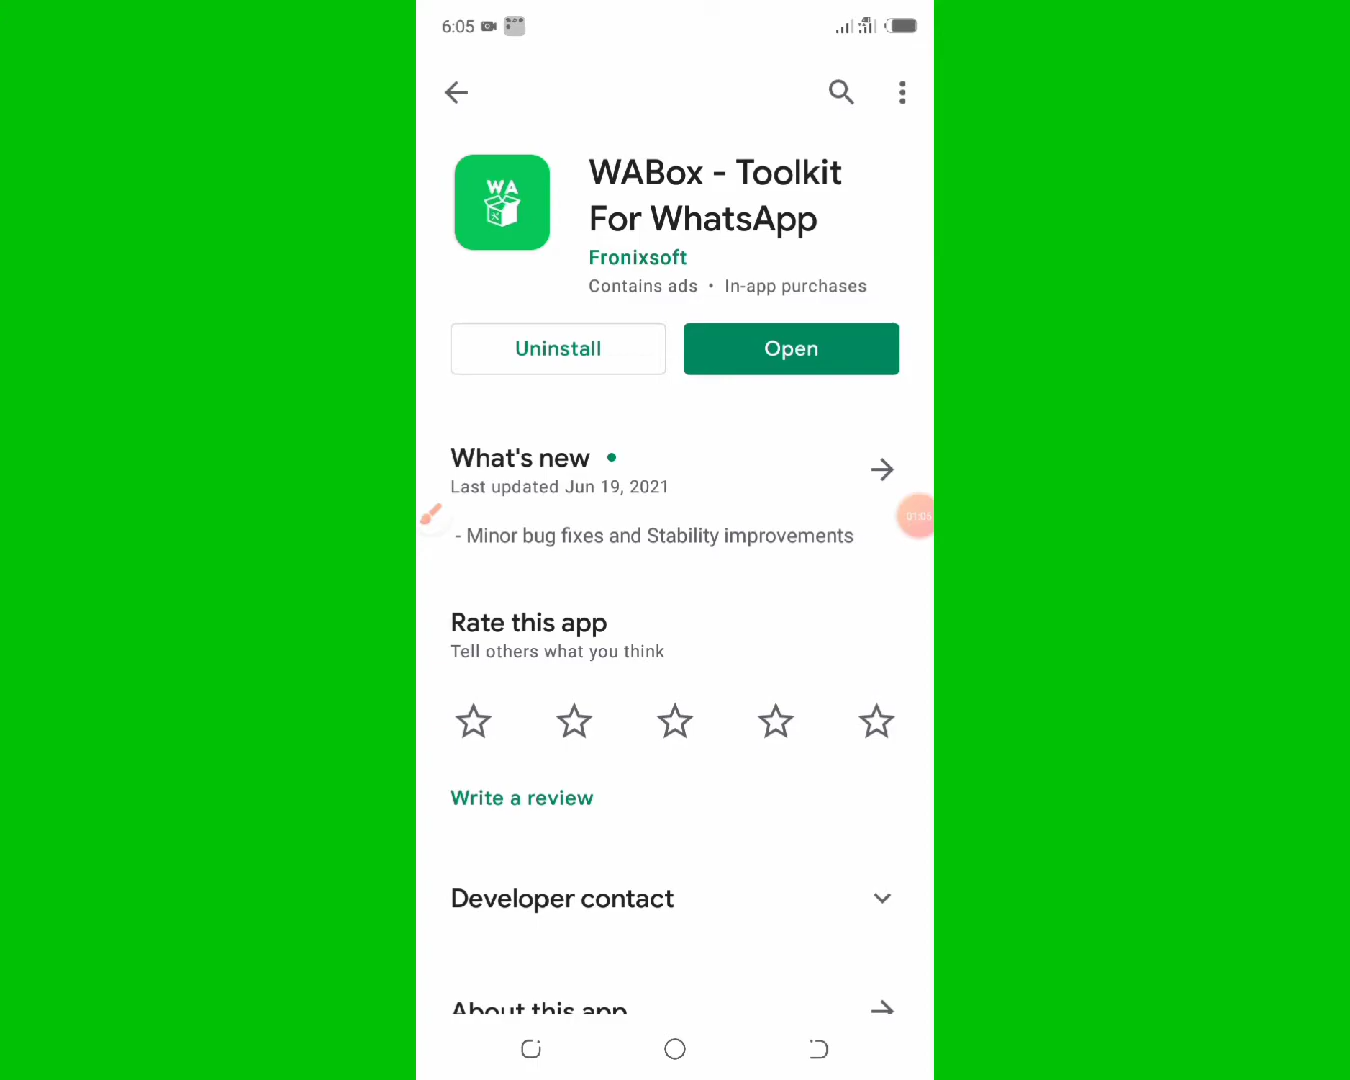 6:05
WABox - Toolkit
For WhatsApp
Fronixsoft
Contains ads • In-app purchases
Uninstall
Open
What's new
Last updated Jun 19, 2021
- Minor bug fixes and Stability improvements
01:05
Rate this app
Tell others what you think
Write a review
Developer contact
About this app
WA